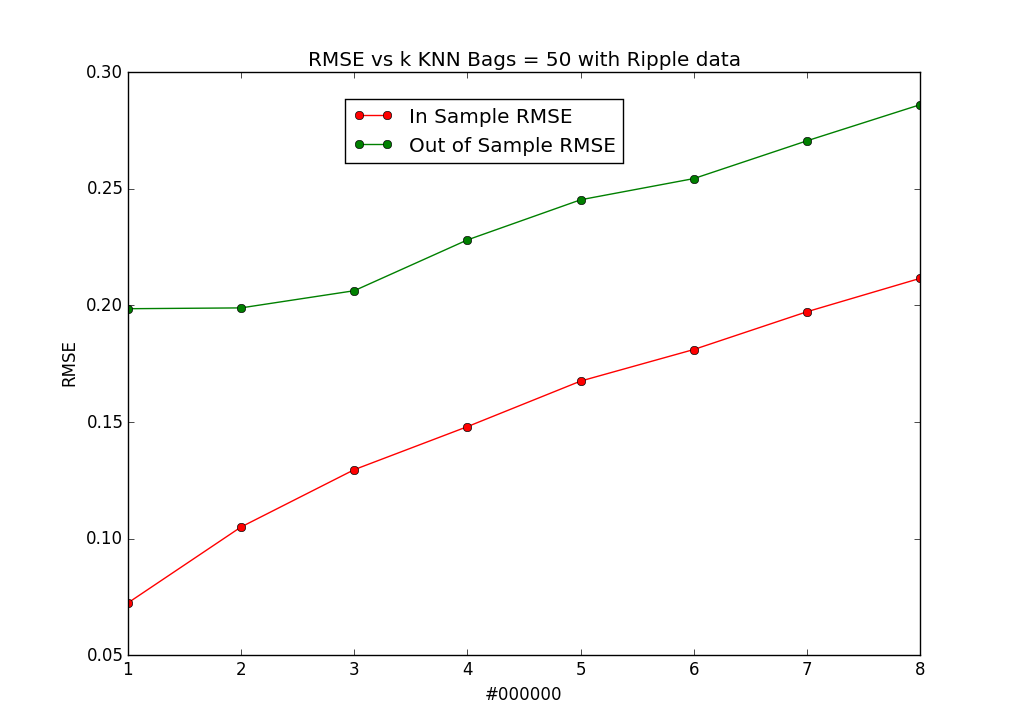 RMSE vs k KNN Bags = 50 with Ripple data
In Sample RMSE
Out of Sample RMSE
RMSE
0.30
0.25
0.20
0.15
0.10
0.05
1 2 3 4 5 6 7 8
#000000